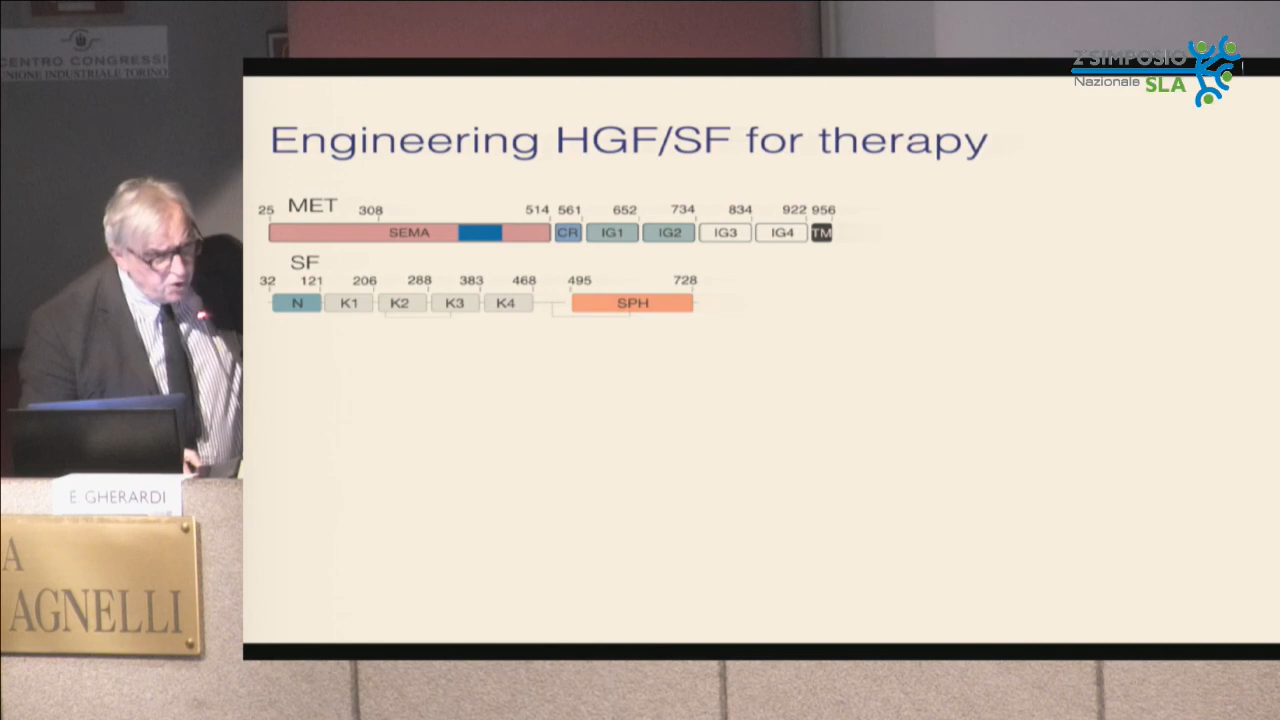 CENTRO CONGRESSI
UNIONE INDUSTRIALE TORINO
2°SIMPOSIO
Nazionale SLA
Engineering HGF/SF for therapy
MET
25 308 514 561 652 734 834 922 956
SEMA CR IG1 IG2 IG3 IG4 TM
SF
32 121 206 288 383 468 495 728
N K1 K2 K3 K4 SPH
E. GHERARDI
A
AGNELLI